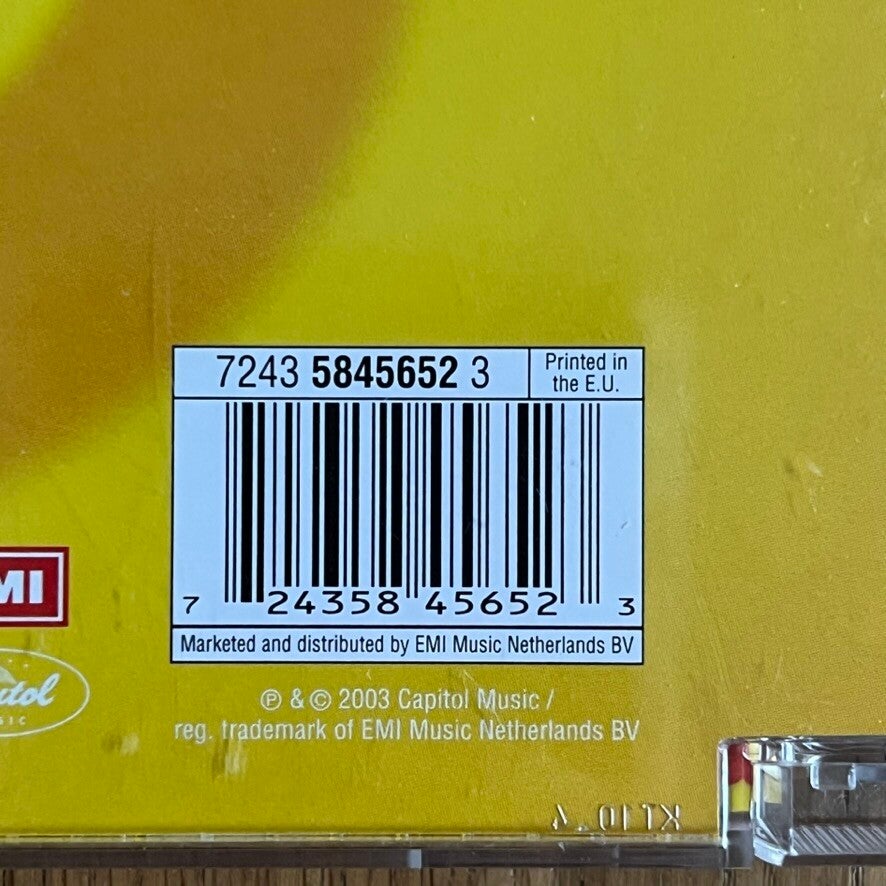 7243 5845652 3
Printed in
the E.U.
7 24358 45652 3
Marketed and distributed by EMI Music Netherlands BV
MI
℗ & © 2003 Capitol Music /
reg. trademark of EMI Music Netherlands BV